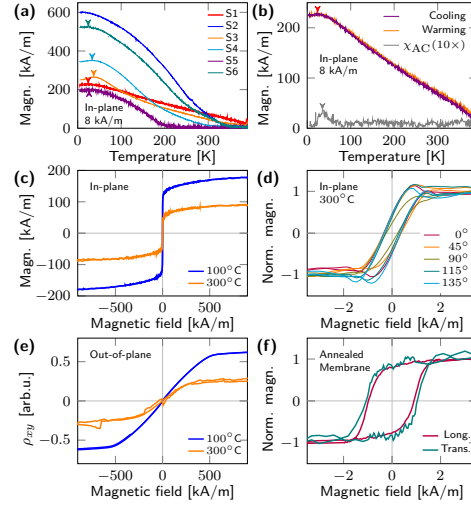 (a)
600
400
200
0
Magn. [kA/m]
In-plane
8 kA/m
S1
S2
S3
S4
S5
S6
0 100 200 300
Temperature [K]
(b)
200
100
0
Magn. [kA/m]
In-plane
8 kA/m
Cooling
Warming
χAC(10×)
0 100 200 300
Temperature [K]
(c)
200
100
0
−100
−200
Magn. [kA/m]
In-plane
100°C
300°C
−500 0 500
Magnetic field [kA/m]
(d)
1
0
−1
Norm. magn.
In-plane
300°C
0°
45°
90°
115°
135°
−2 0 2
Magnetic field [kA/m]
(e)
0.5
0.0
−0.5
ρxy [arb.u.]
Out-of-plane
100°C
300°C
−500 0 500
Magnetic field [kA/m]
(f)
1
0
−1
Norm. magn.
Annealed
Membrane
Long.
Trans.
−2 0 2
Magnetic field [kA/m]